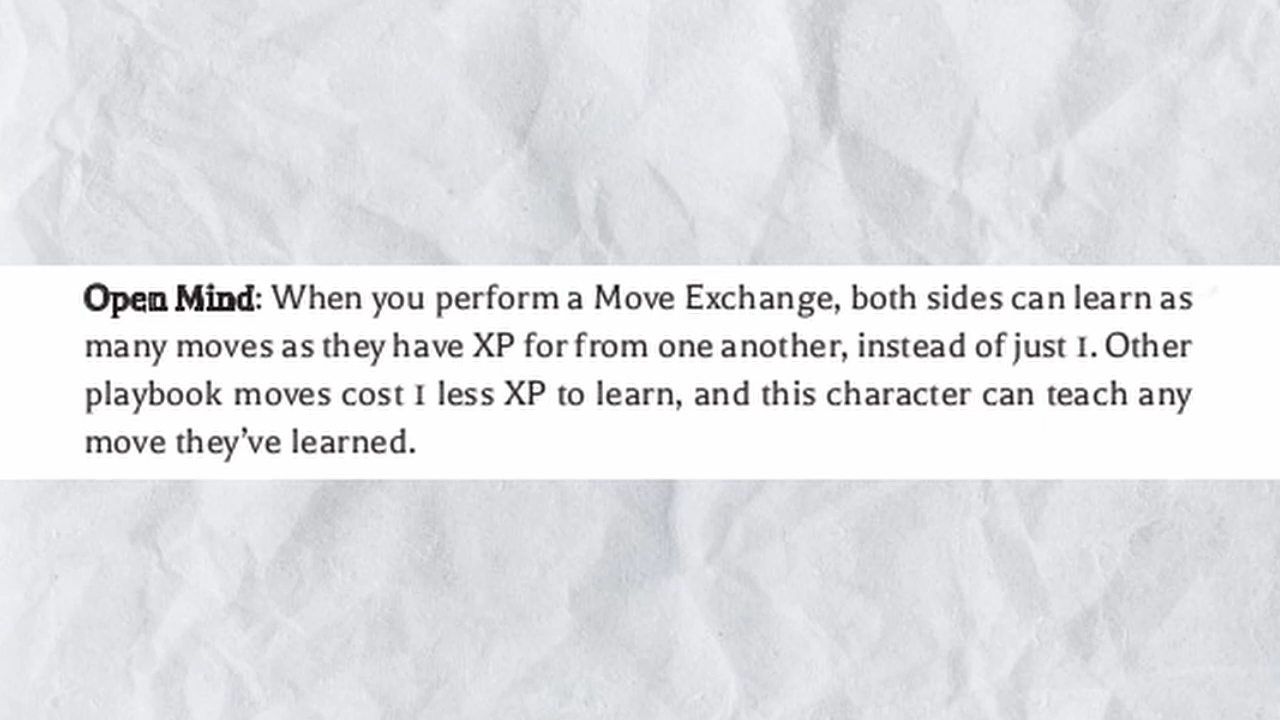 Open Mind: When you perform a Move Exchange, both sides can learn as
many moves as they have XP for from one another, instead of just 1. Other
playbook moves cost 1 less XP to learn, and this character can teach any
move they've learned.